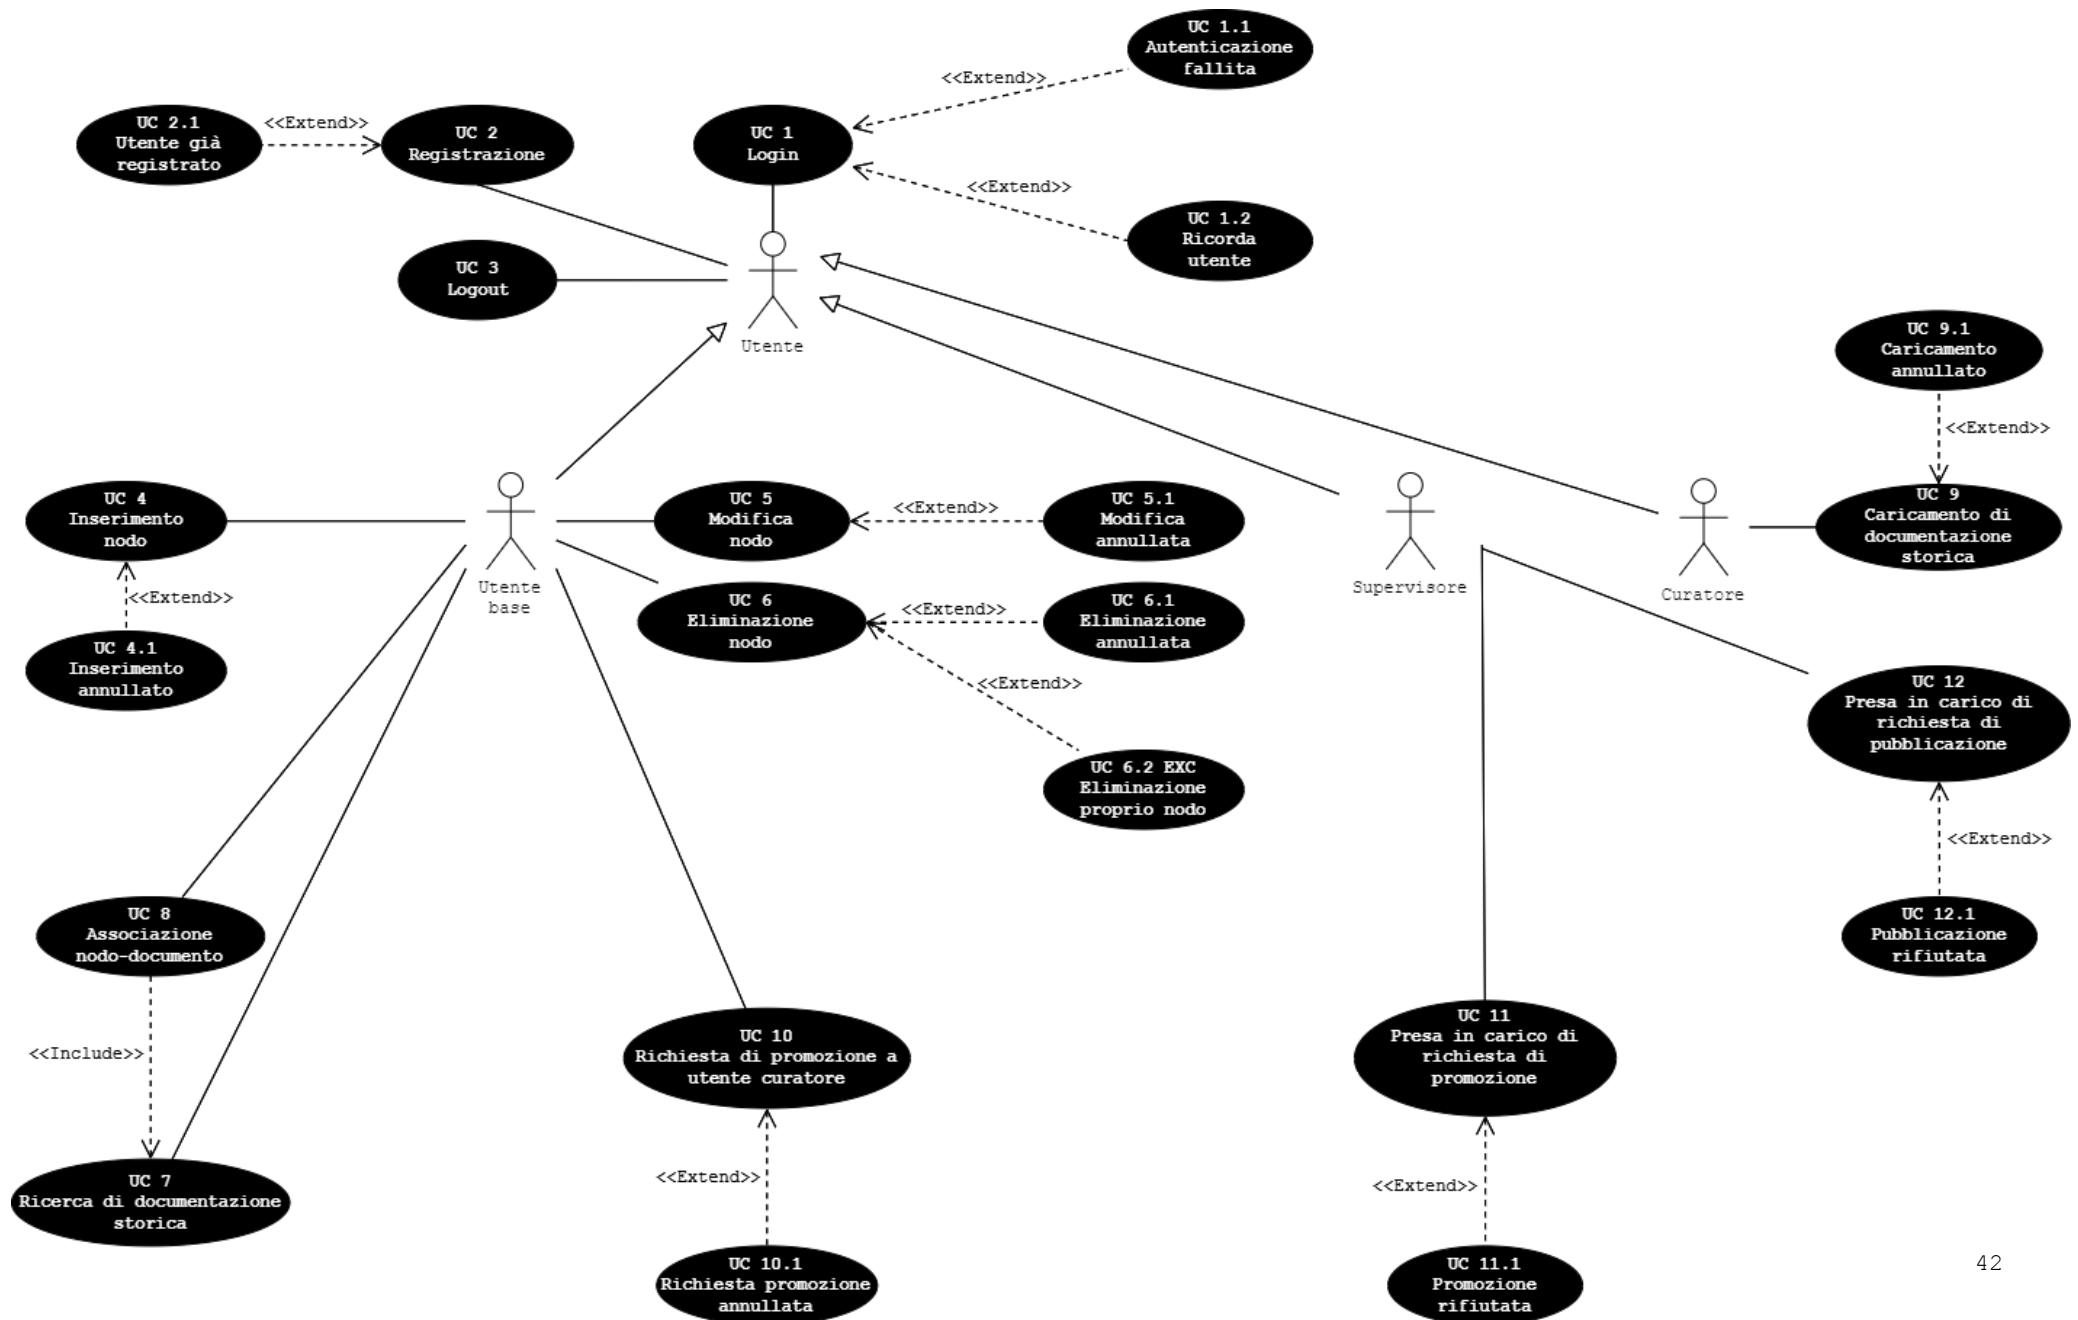 UC 1.1
Autenticazione
fallita
<<Extend>>
UC 2.1
Utente già
registrato
<<Extend>>
UC 2
Registrazione
UC 1
Login
<<Extend>>
UC 1.2
Ricorda
utente
UC 3
Logout
Utente
UC 9.1
Caricamento
annullato
<<Extend>>
UC 4
Inserimento
nodo
Utente
base
UC 5
Modifica
nodo
<<Extend>>
UC 5.1
Modifica
annullata
Supervisore
Curatore
UC 9
Caricamento di
documentazione
storica
<<Extend>>
UC 4.1
Inserimento
annullato
UC 6
Eliminazione
nodo
<<Extend>>
UC 6.1
Eliminazione
annullata
<<Extend>>
UC 6.2 EXC
Eliminazione
proprio nodo
UC 12
Presa in carico di
richiesta di
pubblicazione
<<Extend>>
UC 12.1
Pubblicazione
rifiutata
UC 8
Associazione
nodo-documento
<<Include>>
UC 7
Ricerca di documentazione
storica
UC 10
Richiesta di promozione a
utente curatore
<<Extend>>
UC 10.1
Richiesta promozione
annullata
UC 11
Presa in carico di
richiesta di
promozione
<<Extend>>
UC 11.1
Promozione
rifiutata
42